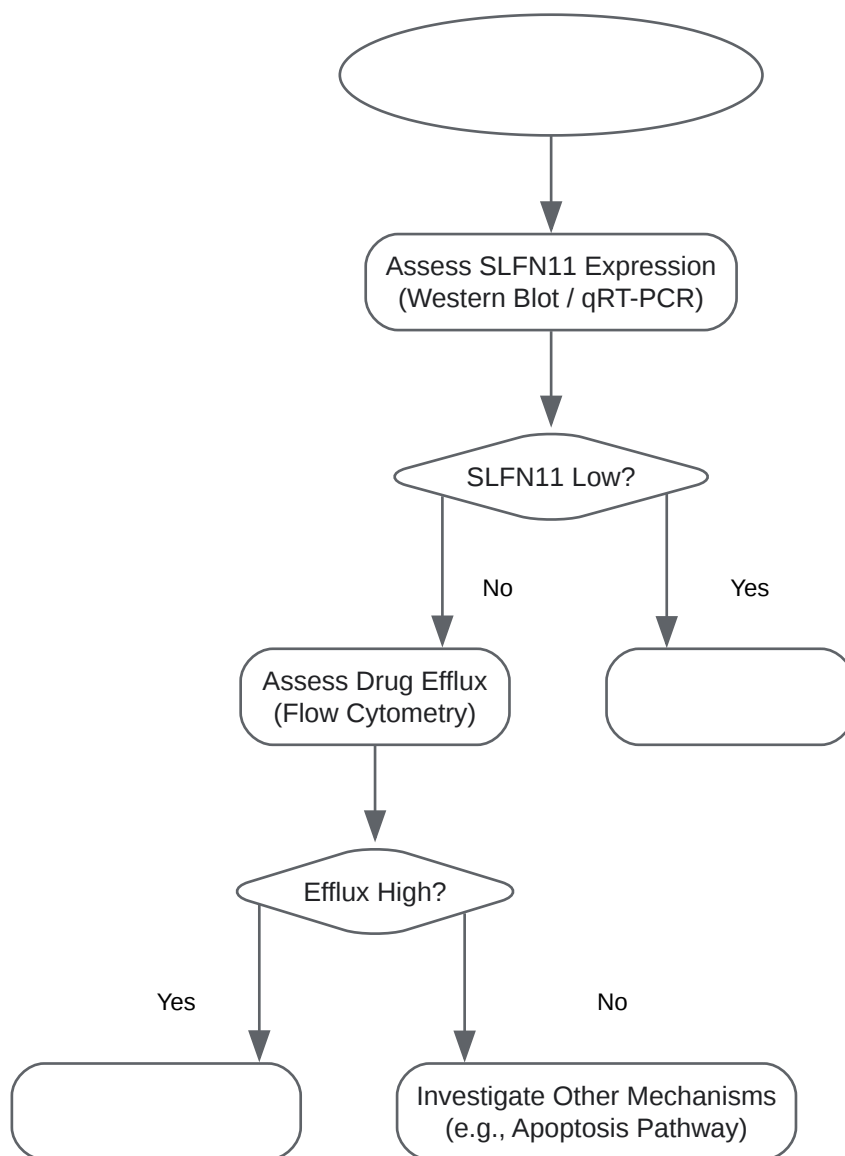 Assess SLFN11 Expression
(Western Blot / qRT-PCR)
SLFN11 Low?
No
Yes
Assess Drug Efflux
(Flow Cytometry)
Efflux High?
Yes
No
Investigate Other Mechanisms
(e.g., Apoptosis Pathway)